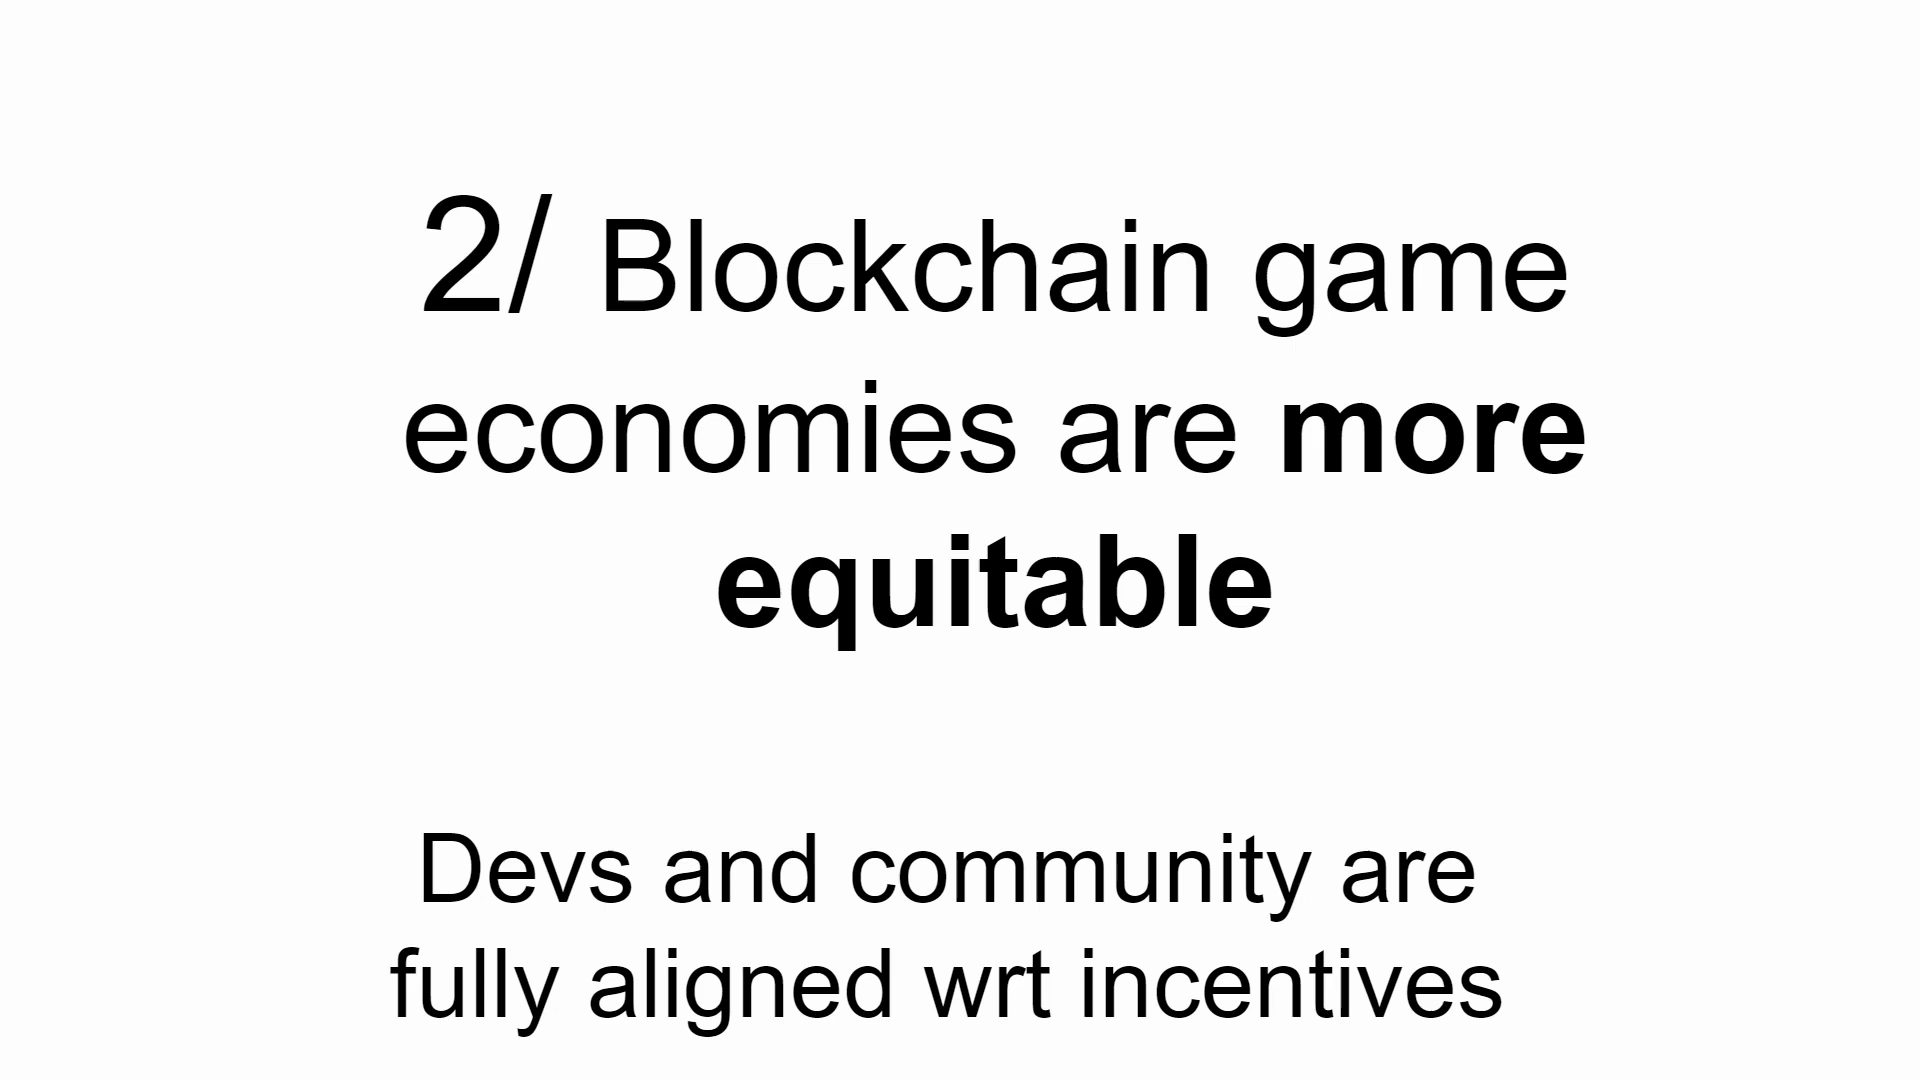 2/ Blockchain game
economies are more
equitable
Devs and community are
fully aligned wrt incentives